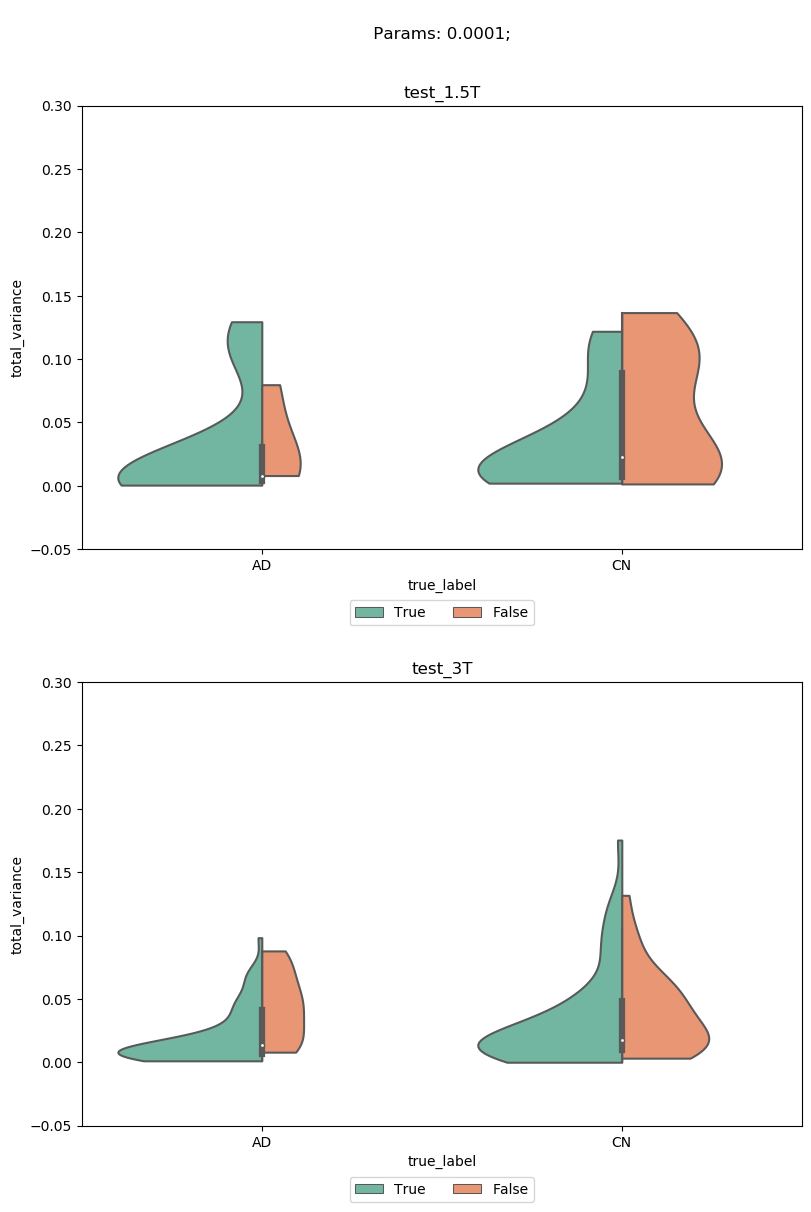 Params: 0.0001;
test_1.5T
0.30
0.25
0.20
0.15
0.10
0.05
0.00
−0.05
total_variance
AD CN
true_label
True False
test_3T
0.30
0.25
0.20
0.15
0.10
0.05
0.00
−0.05
total_variance
AD CN
true_label
True False